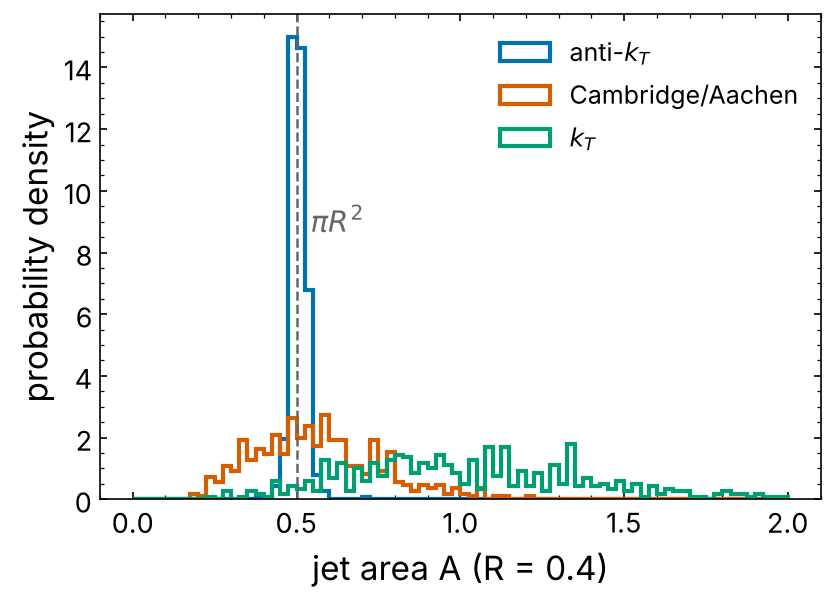 anti-k_T
Cambridge/Aachen
k_T
πR²
probability density
14
12
10
8
6
4
2
0
0.0 0.5 1.0 1.5 2.0
jet area A (R = 0.4)